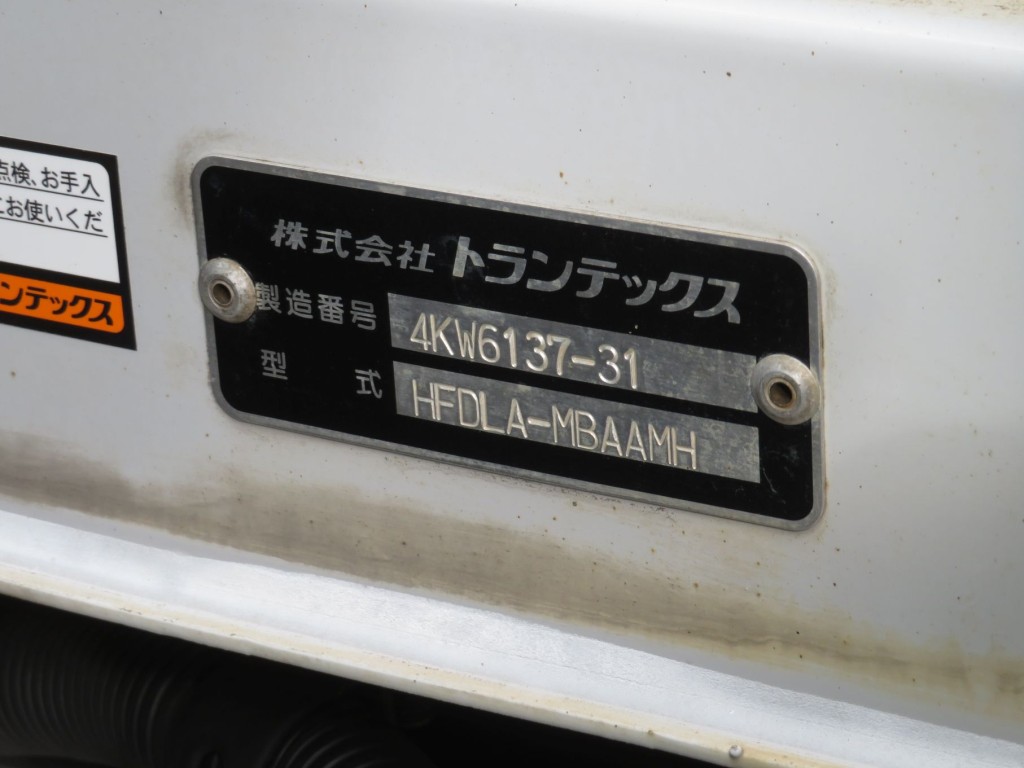 点検、お手入
にお使いくだ
ンテックス
株式会社 トランテックス
製造番号 4KW6137-31
型式 HFDLA-MBAAMH